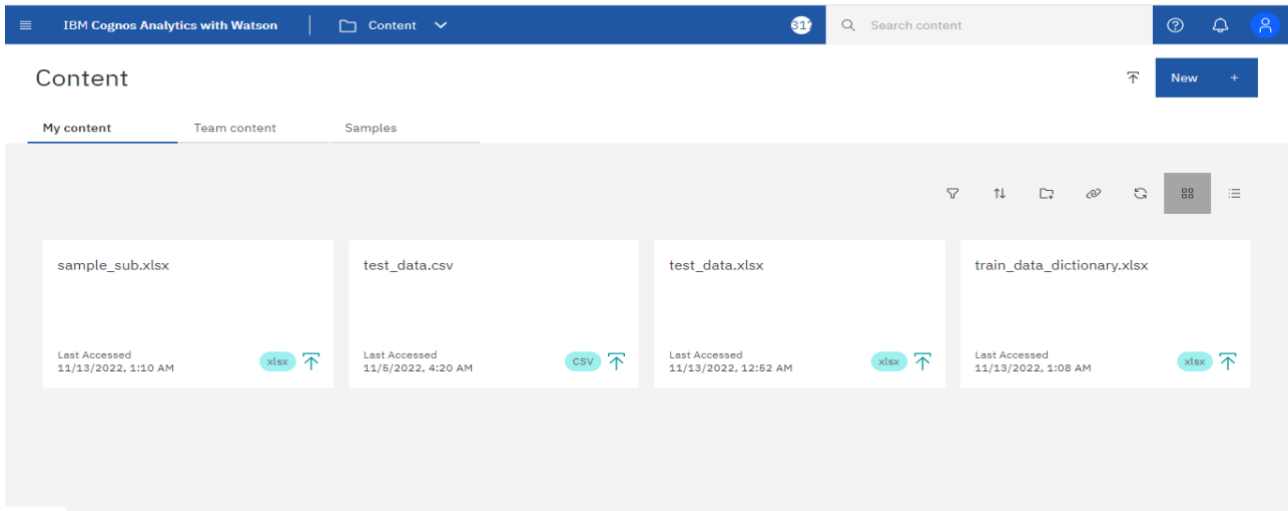 IBM Cognos Analytics with Watson
Content
Search content
Content
New +
My content
Team content
Samples
sample_sub.xlsx
Last Accessed
11/13/2022, 1:10 AM
xlsx
test_data.csv
Last Accessed
11/5/2022, 4:20 AM
CSV
test_data.xlsx
Last Accessed
11/13/2022, 12:52 AM
xlsx
train_data_dictionary.xlsx
Last Accessed
11/13/2022, 1:08 AM
xlsx